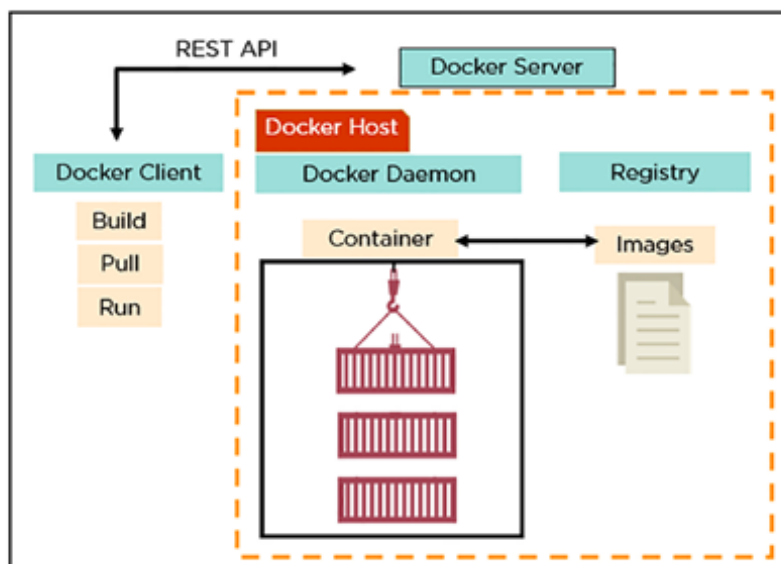 REST API
Docker Server
Docker Host
Docker Client
Docker Daemon
Registry
Build
Pull
Run
Container
Images